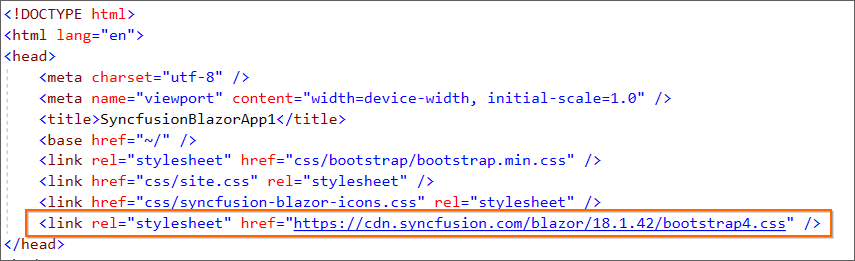 <!DOCTYPE html>
<html lang="en">
<head>
<meta charset="utf-8" />
<meta name="viewport" content="width=device-width, initial-scale=1.0" />
<title>SyncfusionBlazorApp1</title>
<base href="~/" />
<link rel="stylesheet" href="css/bootstrap/bootstrap.min.css" />
<link href="css/site.css" rel="stylesheet" />
<link href="css/syncfusion-blazor-icons.css" rel="stylesheet" />
<link rel="stylesheet" href="https://cdn.syncfusion.com/blazor/18.1.42/bootstrap4.css" />
</head>